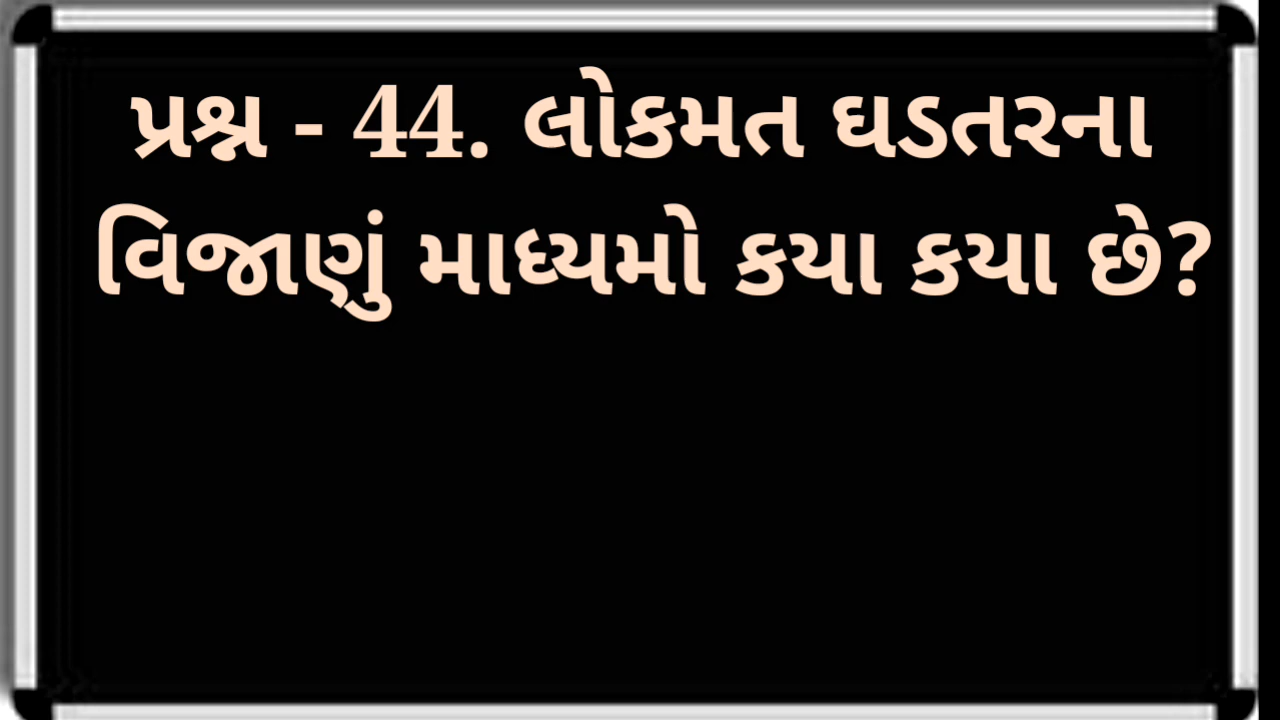 પ્રશ્ન - 44. લોકમત ઘડતરના
વિજાણું માધ્યમો કયા કયા છે?